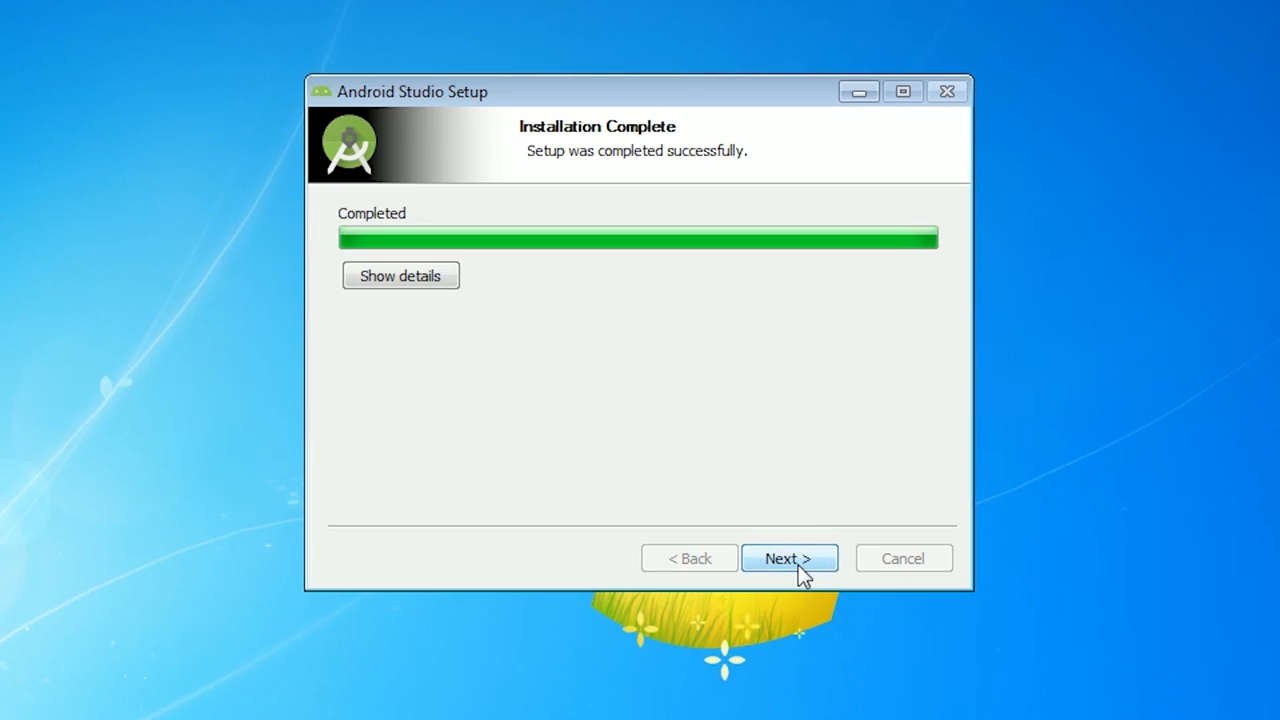 Android Studio Setup
Installation Complete
Setup was completed successfully.
Completed
Show details
< Back
Next >
Cancel